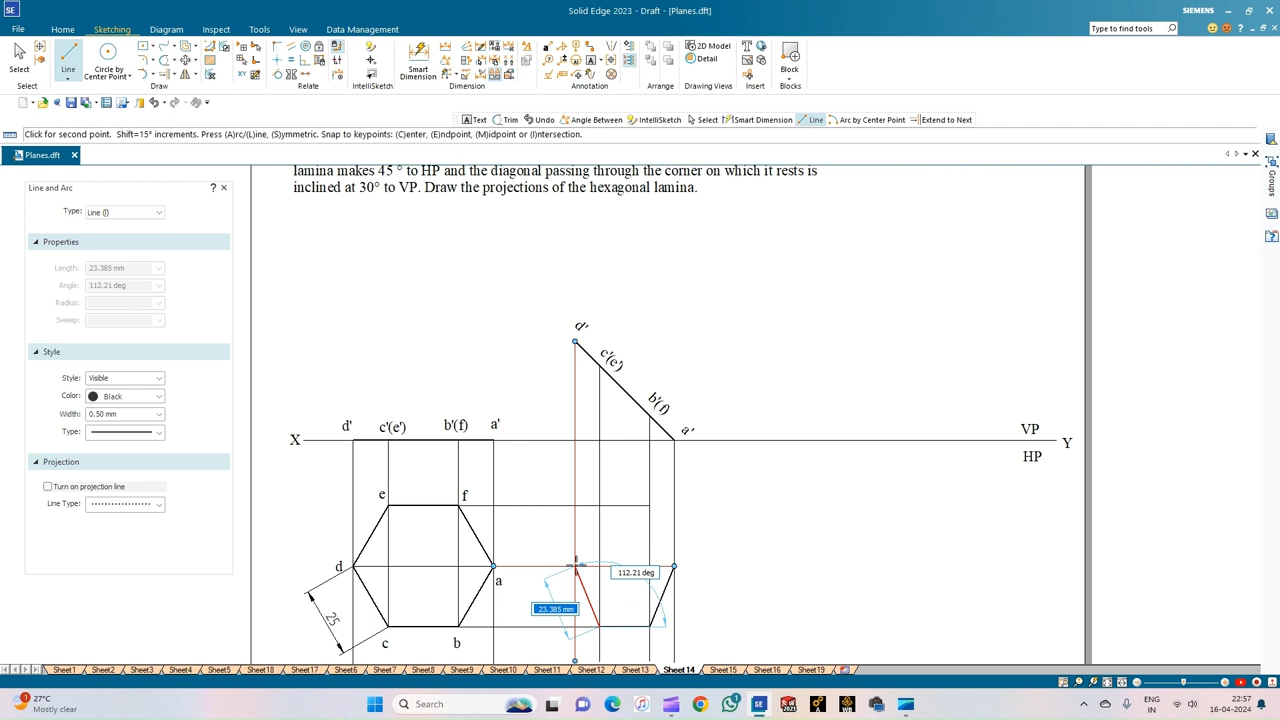 Solid Edge 2023 - Draft - [Planes.dft]
SIEMENS
SE
File Home Sketching Diagram Inspect Tools View Data Management
Type to find tools
Select
Line
Circle by Center Point
Smart Dimension
2D Model
Detail
Block
Select Draw Relate IntelliSketch Dimension Annotation Arrange Drawing Views Insert Blocks
Text Trim Undo Angle Between IntelliSketch Select Smart Dimension Line Arc by Center Point Extend to Next
Click for second point. Shift=15° increments. Press (A)rc/(L)ine, (S)ymmetric. Snap to keypoints: (C)enter, (E)ndpoint, (M)idpoint or (I)ntersection.
Planes.dft
Groups
Line and Arc
Type: Line (l)
Properties
Length: 23.385 mm
Angle: 112.21 deg
Radius:
Sweep:
Style
Style: Visible
Color: Black
Width: 0.50 mm
Type:
Projection
Turn on projection line
Line Type:
lamina makes 45 ° to HP and the diagonal passing through the corner on which it rests is
inclined at 30° to VP. Draw the projections of the hexagonal lamina.
d'
c'(e')
b'(f)
a'
d' c'(e') b'(f) a'
X
VP
HP
Y
e f
d a
c b
25
112.21 deg
23.385 mm
Sheet1 Sheet2 Sheet3 Sheet4 Sheet5 Sheet18 Sheet6 Sheet7 Sheet8 Sheet9 Sheet10 Sheet11 Sheet12 Sheet13 Sheet14 Sheet15 Sheet16 Sheet19
27°C
Mostly clear
Search
ENG
IN
22:57
16-04-2024